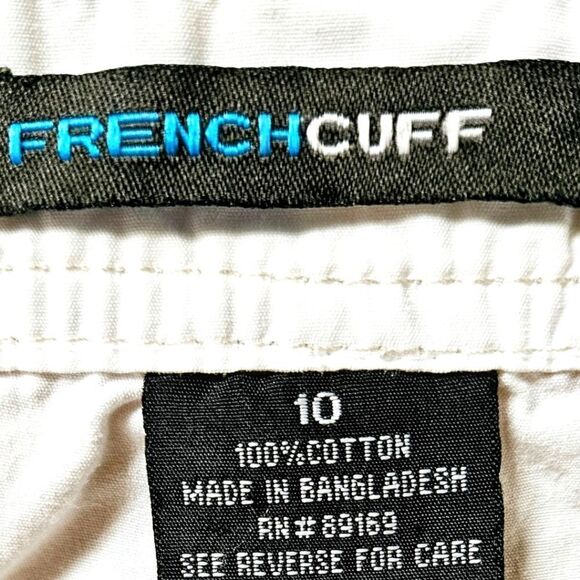 FRENCHCUFF
10
100%COTTON
MADE IN BANGLADESH
RN# 89169
SEE REVERSE FOR CARE